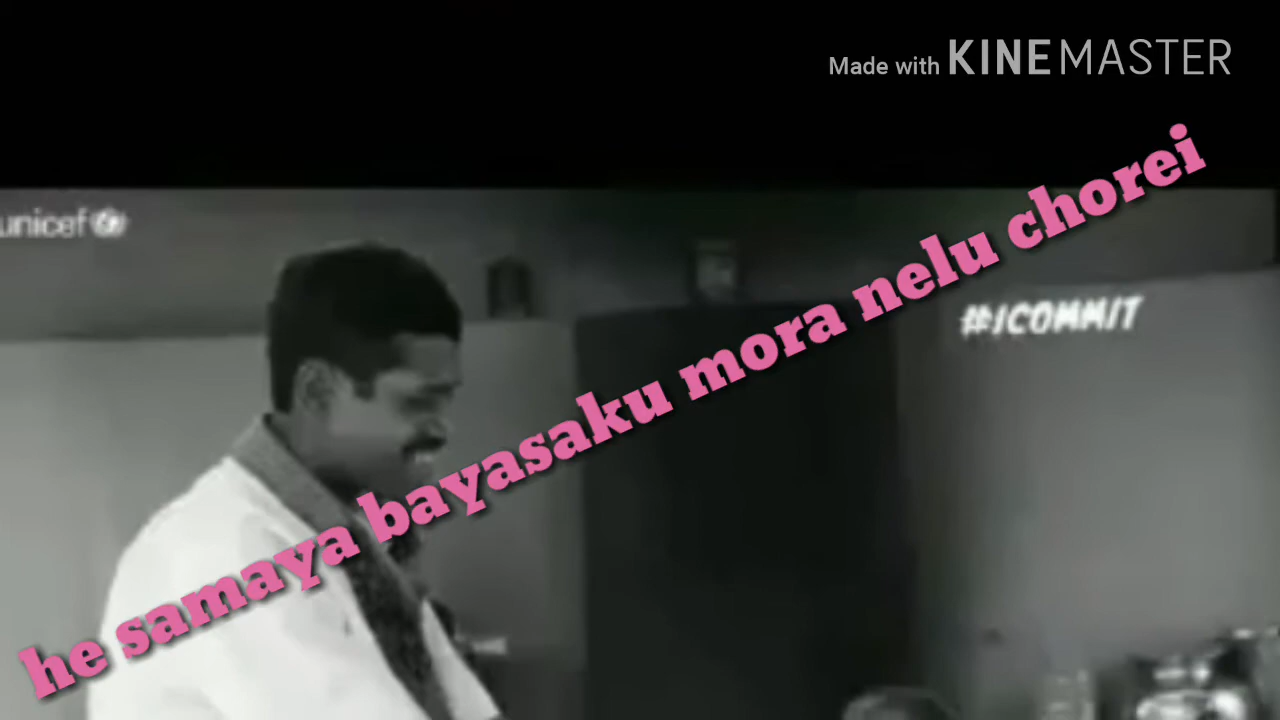 Made with KINEMASTER
unicef
#ICOMMIT
he samaya bayasaku mora nelu chorei